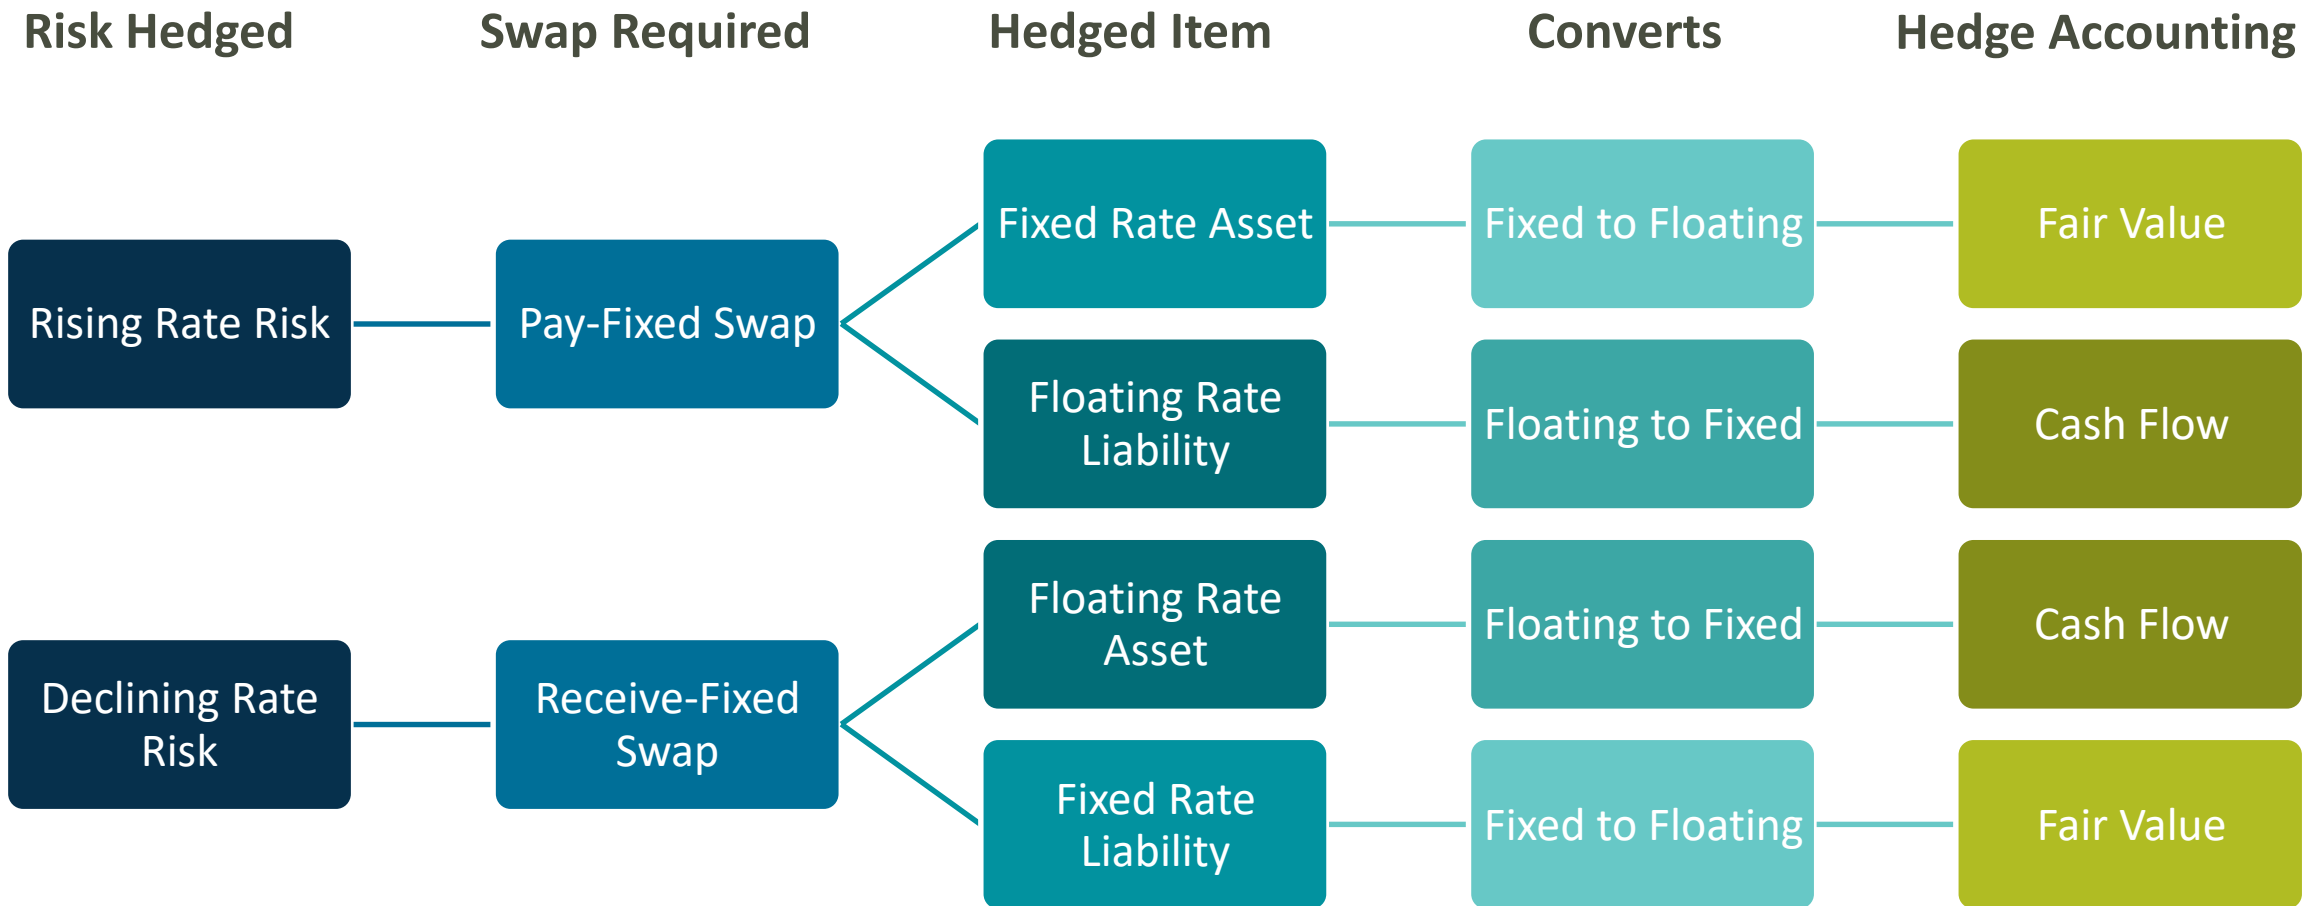 Risk Hedged
Swap Required
Hedged Item
Converts
Hedge Accounting
Rising Rate Risk
Pay-Fixed Swap
Fixed Rate Asset
Fixed to Floating
Fair Value
Floating Rate
Liability
Floating to Fixed
Cash Flow
Declining Rate
Risk
Receive-Fixed
Swap
Floating Rate
Asset
Floating to Fixed
Cash Flow
Fixed Rate
Liability
Fixed to Floating
Fair Value